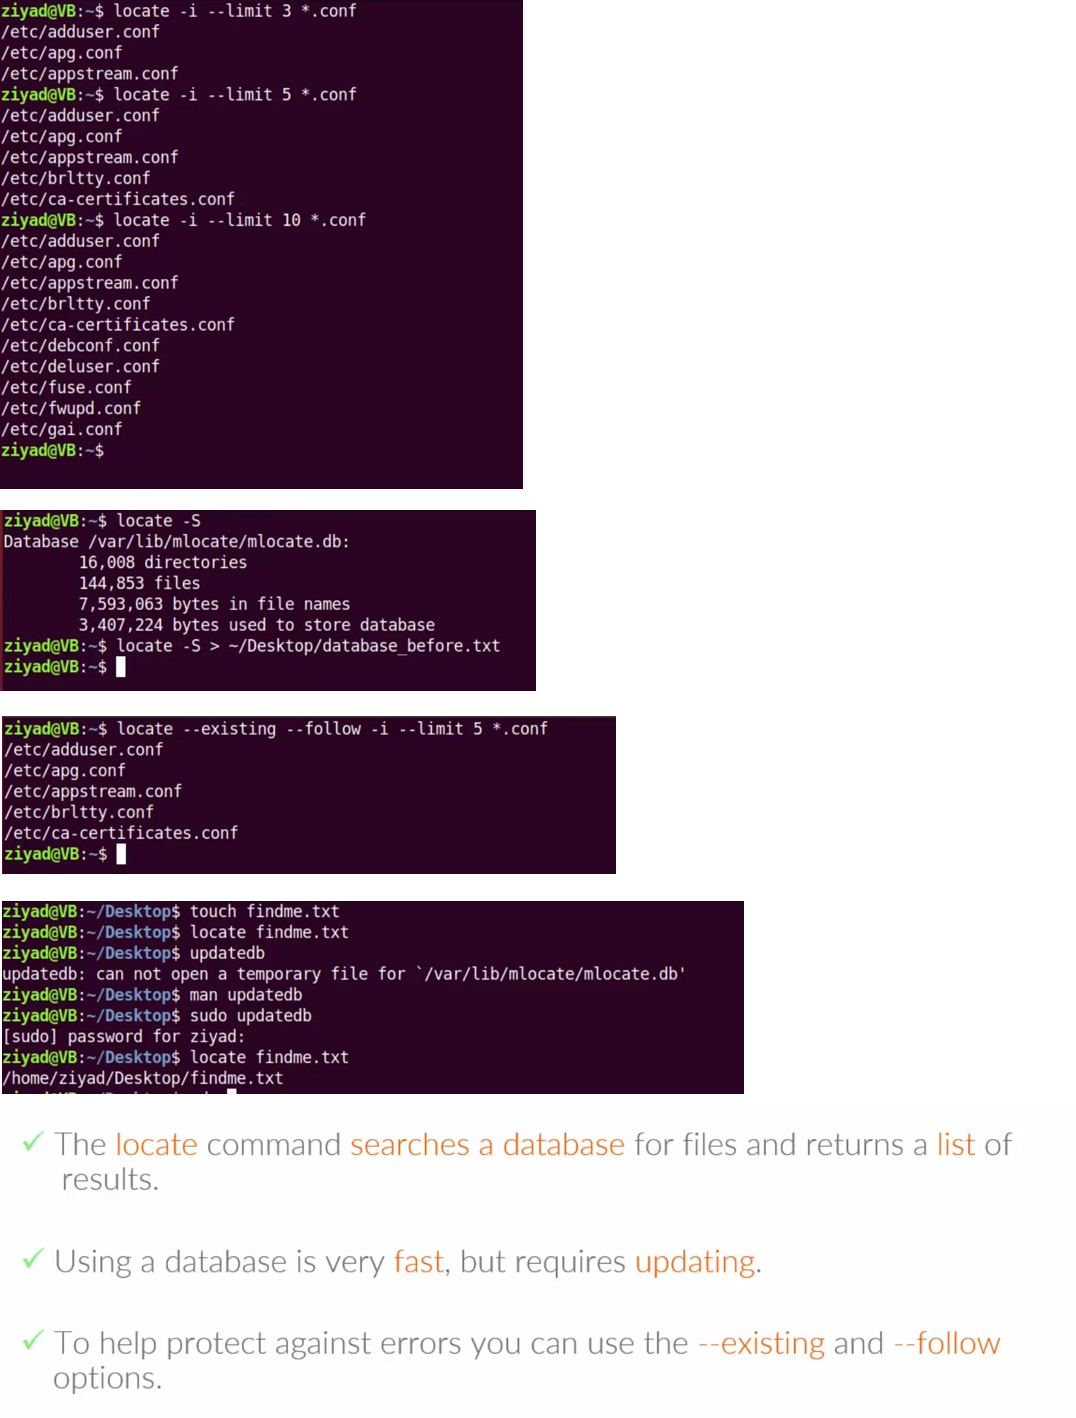 ziyad@VB:~$ locate -i --limit 3 *.conf
/etc/adduser.conf
/etc/apg.conf
/etc/appstream.conf
ziyad@VB:~$ locate -i --limit 5 *.conf
/etc/adduser.conf
/etc/apg.conf
/etc/appstream.conf
/etc/brltty.conf
/etc/ca-certificates.conf
ziyad@VB:~$ locate -i --limit 10 *.conf
/etc/adduser.conf
/etc/apg.conf
/etc/appstream.conf
/etc/brltty.conf
/etc/ca-certificates.conf
/etc/debconf.conf
/etc/deluser.conf
/etc/fuse.conf
/etc/fwupd.conf
/etc/gai.conf
ziyad@VB:~$
ziyad@VB:~$ locate -S
Database /var/lib/mlocate/mlocate.db:
        16,008 directories
        144,853 files
        7,593,063 bytes in file names
        3,407,224 bytes used to store database
ziyad@VB:~$ locate -S > ~/Desktop/database_before.txt
ziyad@VB:~$
ziyad@VB:~$ locate --existing --follow -i --limit 5 *.conf
/etc/adduser.conf
/etc/apg.conf
/etc/appstream.conf
/etc/brltty.conf
/etc/ca-certificates.conf
ziyad@VB:~$
ziyad@VB:~/Desktop$ touch findme.txt
ziyad@VB:~/Desktop$ locate findme.txt
ziyad@VB:~/Desktop$ updatedb
updatedb: can not open a temporary file for `/var/lib/mlocate/mlocate.db'
ziyad@VB:~/Desktop$ man updatedb
ziyad@VB:~/Desktop$ sudo updatedb
[sudo] password for ziyad:
ziyad@VB:~/Desktop$ locate findme.txt
/home/ziyad/Desktop/findme.txt
✓ The locate command searches a database for files and returns a list of
results.
✓ Using a database is very fast, but requires updating.
✓ To help protect against errors you can use the --existing and --follow
options.